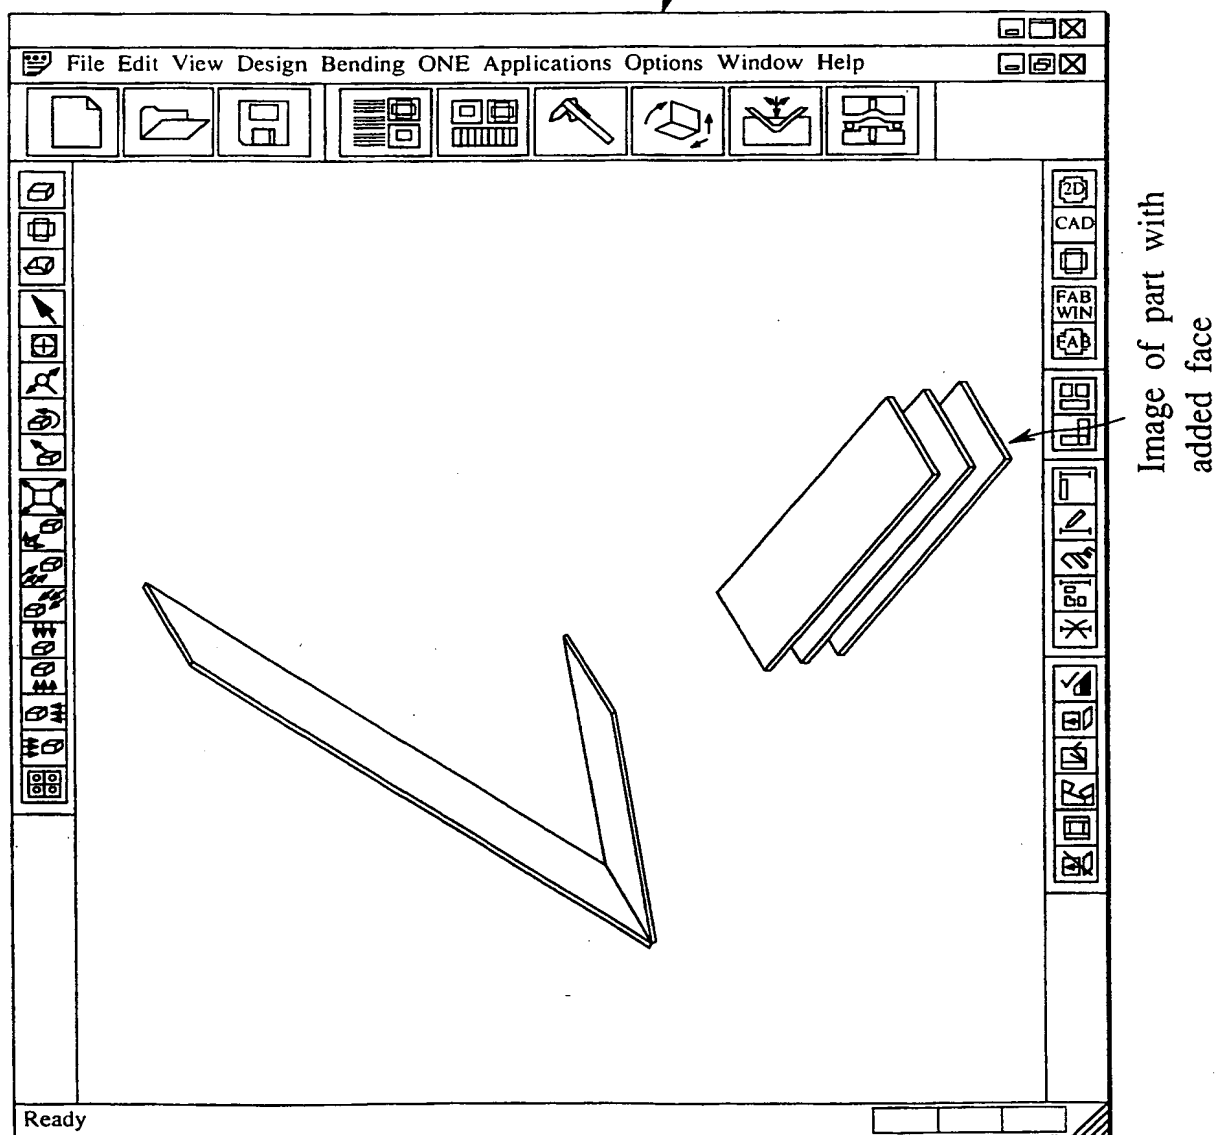 File Edit View Design Bending ONE Applications Options Window Help
2D
CAD
FAB
WIN
FAB
Image of part with
added face
Ready